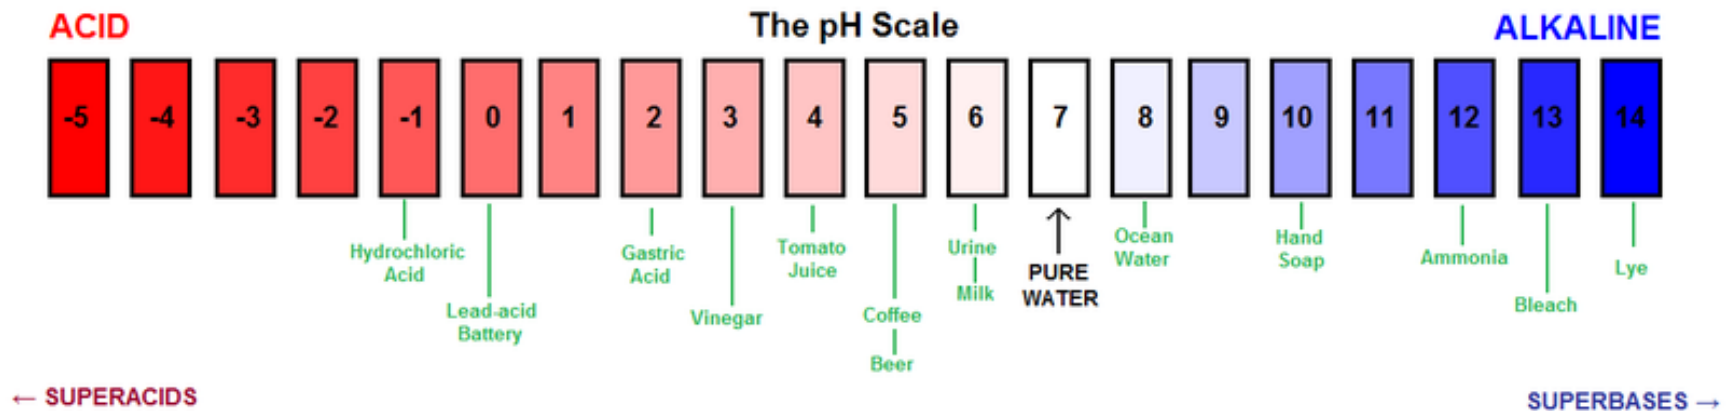 ACID The pH Scale ALKALINE
-5 -4 -3 -2 -1 0 1 2 3 4 5 6 7 8 9 10 11 12 13 14
Hydrochloric
Acid
Lead-acid
Battery
Gastric
Acid
Vinegar
Tomato
Juice
Coffee
Beer
Urine
Milk
PURE
WATER
Ocean
Water
Hand
Soap
Ammonia
Bleach
Lye
← SUPERACIDS
SUPERBASES →